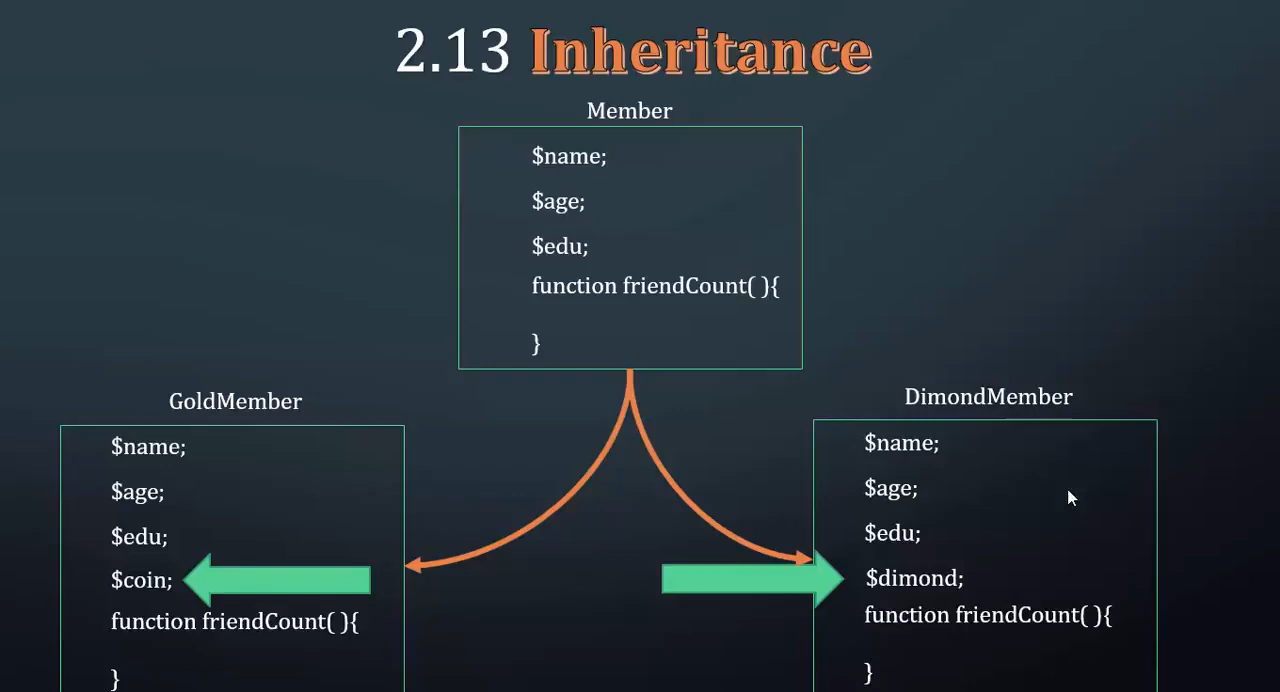 2.13 Inheritance
Member
$name;
$age;
$edu;
function friendCount( ){
}
GoldMember
$name;
$age;
$edu;
$coin;
function friendCount( ){
}
DimondMember
$name;
$age;
$edu;
$dimond;
function friendCount( ){
}